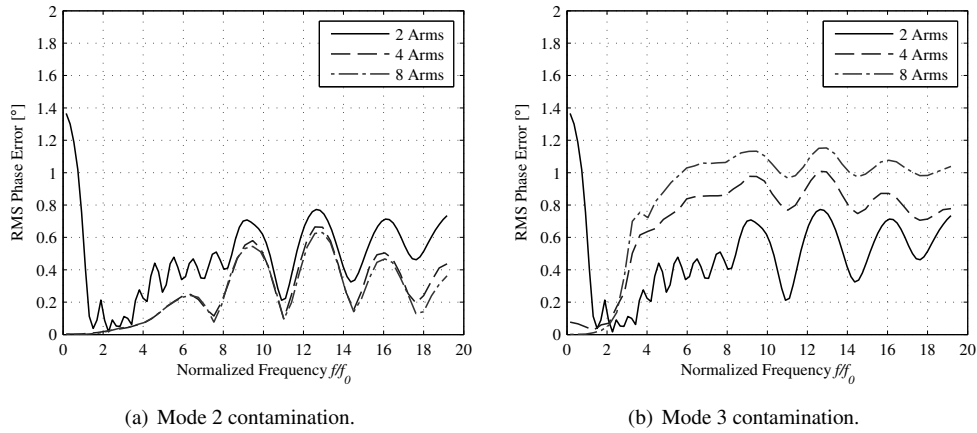 2
1.8
1.6
1.4
1.2
1
0.8
0.6
0.4
0.2
0
RMS Phase Error [°]
2 Arms
4 Arms
8 Arms
0 2 4 6 8 10 12 14 16 18 20
Normalized Frequency f/f0
(a) Mode 2 contamination.
2
1.8
1.6
1.4
1.2
1
0.8
0.6
0.4
0.2
0
RMS Phase Error [°]
2 Arms
4 Arms
8 Arms
0 2 4 6 8 10 12 14 16 18 20
Normalized Frequency f/f0
(b) Mode 3 contamination.